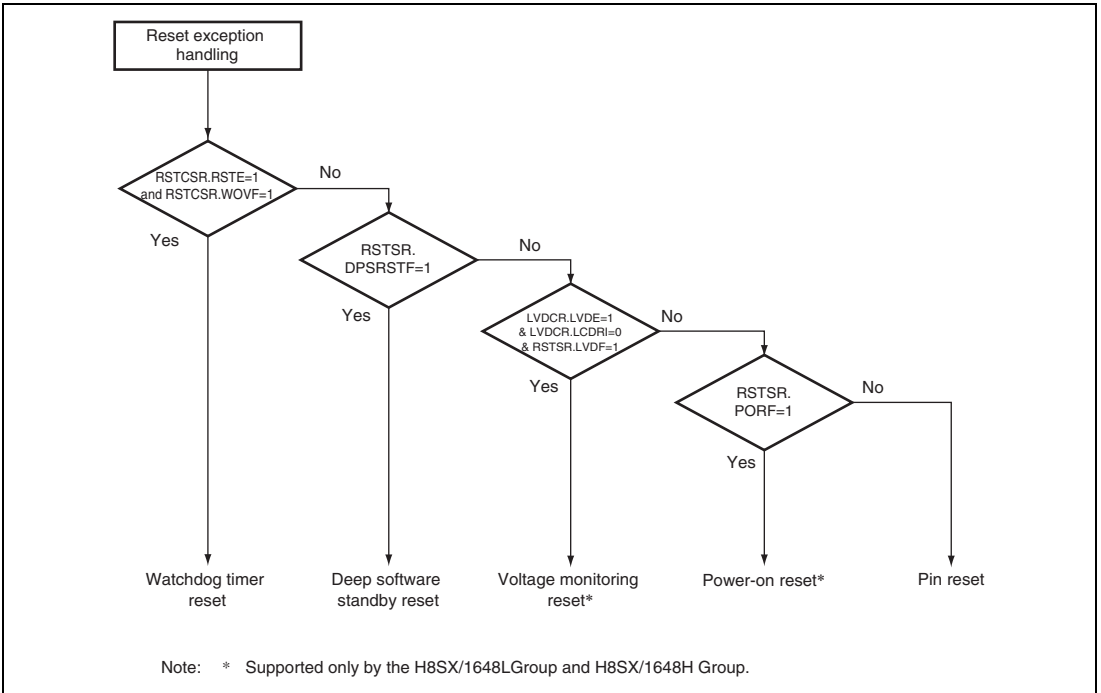 Reset exception
handling
RSTCSR.RSTE=1
and RSTCSR.WOVF=1
No
Yes
RSTSR.
DPSRSTF=1
No
Yes
LVDCR.LVDE=1
& LVDCR.LCDRI=0
& RSTSR.LVDF=1
No
Yes
RSTSR.
PORF=1
No
Yes
Watchdog timer
reset
Deep software
standby reset
Voltage monitoring
reset*
Power-on reset*
Pin reset
Note: * Supported only by the H8SX/1648LGroup and H8SX/1648H Group.